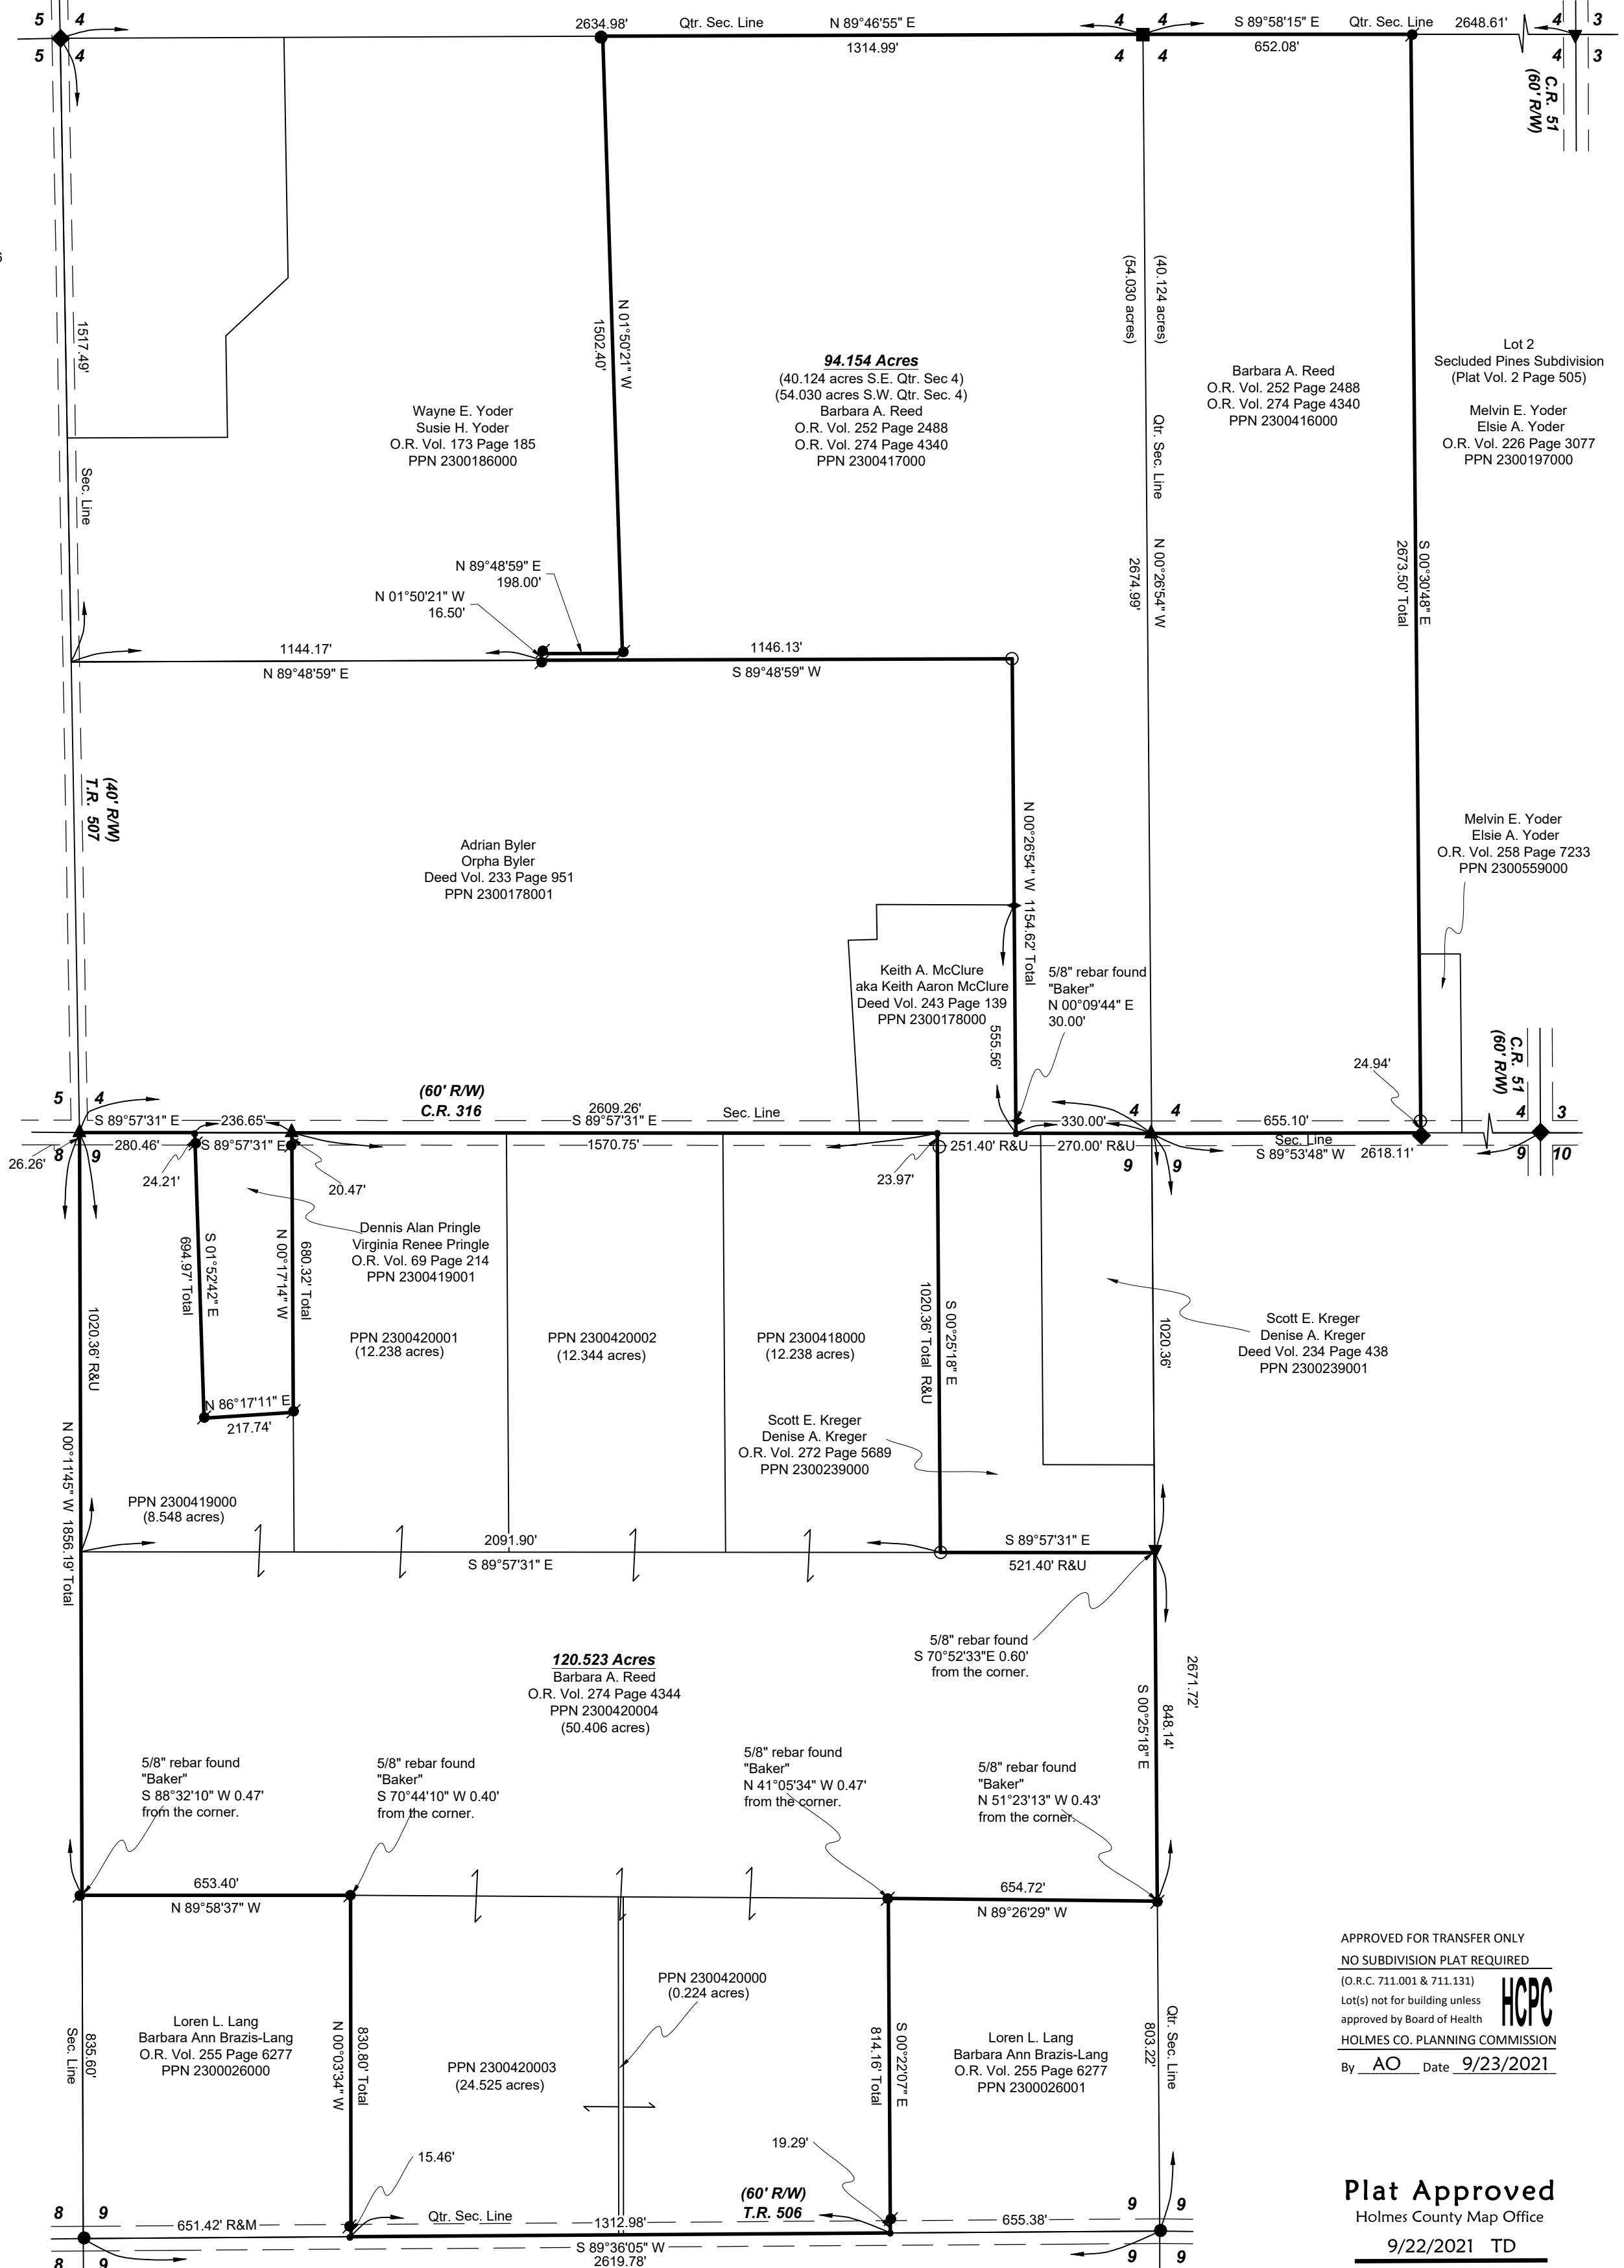 5 4
2634.98'
Qtr. Sec. Line
N 89°46'55" E
4 4
S 89°58'15" E
Qtr. Sec. Line
2648.61'
4 3
5 4
1314.99'
4 4
652.08'
4 3
C.R. 51
(60' R/W)
6
1517.49'
Sec. Line
N 01°50'21" W
1502.40'
(54.030 acres)
(40.124 acres)
94.154 Acres
(40.124 acres S.E. Qtr. Sec 4)
(54.030 acres S.W. Qtr. Sec. 4)
Barbara A. Reed
O.R. Vol. 252 Page 2488
O.R. Vol. 274 Page 4340
PPN 2300417000
Barbara A. Reed
O.R. Vol. 252 Page 2488
O.R. Vol. 274 Page 4340
PPN 2300416000
Lot 2
Secluded Pines Subdivision
(Plat Vol. 2 Page 505)
Melvin E. Yoder
Elsie A. Yoder
O.R. Vol. 226 Page 3077
PPN 2300197000
Wayne E. Yoder
Susie H. Yoder
O.R. Vol. 173 Page 185
PPN 2300186000
Qtr. Sec. Line
N 00°26'54" W
2674.99'
S 00°30'48" E
2673.50' Total
N 89°48'59" E
198.00'
N 01°50'21" W
16.50'
1144.17'
N 89°48'59" E
1146.13'
S 89°48'59" W
(40' R/W)
T.R. 507
Adrian Byler
Orpha Byler
Deed Vol. 233 Page 951
PPN 2300178001
N 00°26'54" W 1154.62' Total
Melvin E. Yoder
Elsie A. Yoder
O.R. Vol. 258 Page 7233
PPN 2300559000
Keith A. McClure
aka Keith Aaron McClure
Deed Vol. 243 Page 139
PPN 2300178000
555.56'
5/8" rebar found
"Baker"
N 00°09'44" E
30.00'
24.94'
C.R. 51
(60' R/W)
5 4
(60' R/W)
C.R. 316
2609.26'
Sec. Line
4 4
4 3
S 89°57'31" E
236.65'
S 89°57'31" E
330.00'
655.10'
280.46'
S 89°57'31" E
1570.75'
251.40' R&U
270.00' R&U
Sec. Line
S 89°53'48" W
2618.11'
26.26'
8 9
9 9
9 10
24.21'
20.47'
23.97'
Dennis Alan Pringle
Virginia Renee Pringle
O.R. Vol. 69 Page 214
PPN 2300419001
694.97' Total
S 01°52'42" E
N 00°17'14" W
680.32' Total
1020.36' R&U
PPN 2300420001
(12.238 acres)
PPN 2300420002
(12.344 acres)
PPN 2300418000
(12.238 acres)
1020.36' Total R&U
S 00°25'18" E
1020.36'
Scott E. Kreger
Denise A. Kreger
Deed Vol. 234 Page 438
PPN 2300239001
N 86°17'11" E
217.74'
Scott E. Kreger
Denise A. Kreger
O.R. Vol. 272 Page 5689
PPN 2300239000
N 00°11'45" W 1856.19' Total
PPN 2300419000
(8.548 acres)
2091.90'
S 89°57'31" E
S 89°57'31" E
521.40' R&U
5/8" rebar found
S 70°52'33"E 0.60'
from the corner.
120.523 Acres
Barbara A. Reed
O.R. Vol. 274 Page 4344
PPN 2300420004
(50.406 acres)
2671.72'
S 00°25'18" E
848.14'
5/8" rebar found
"Baker"
S 88°32'10" W 0.47'
from the corner.
5/8" rebar found
"Baker"
S 70°44'10" W 0.40'
from the corner.
5/8" rebar found
"Baker"
N 41°05'34" W 0.47'
from the corner.
5/8" rebar found
"Baker"
N 51°23'13" W 0.43'
from the corner.
653.40'
N 89°58'37" W
654.72'
N 89°26'29" W
Loren L. Lang
Barbara Ann Brazis-Lang
O.R. Vol. 255 Page 6277
PPN 2300026000
Sec. Line
835.60'
N 00°03'34" W
830.80' Total
PPN 2300420000
(0.224 acres)
PPN 2300420003
(24.525 acres)
814.16' Total
S 00°22'07" E
Loren L. Lang
Barbara Ann Brazis-Lang
O.R. Vol. 255 Page 6277
PPN 2300026001
803.22'
Qtr. Sec. Line
15.46'
19.29'
8 9
651.42' R&M
Qtr. Sec. Line
1312.98'
(60' R/W)
T.R. 506
655.38'
9 9
S 89°36'05" W
2619.78'
8 9
9 9
APPROVED FOR TRANSFER ONLY
NO SUBDIVISION PLAT REQUIRED
(O.R.C. 711.001 & 711.131)
Lot(s) not for building unless
approved by Board of Health
HCPC
HOLMES CO. PLANNING COMMISSION
By AO Date 9/23/2021
Plat Approved
Holmes County Map Office
9/22/2021 TD